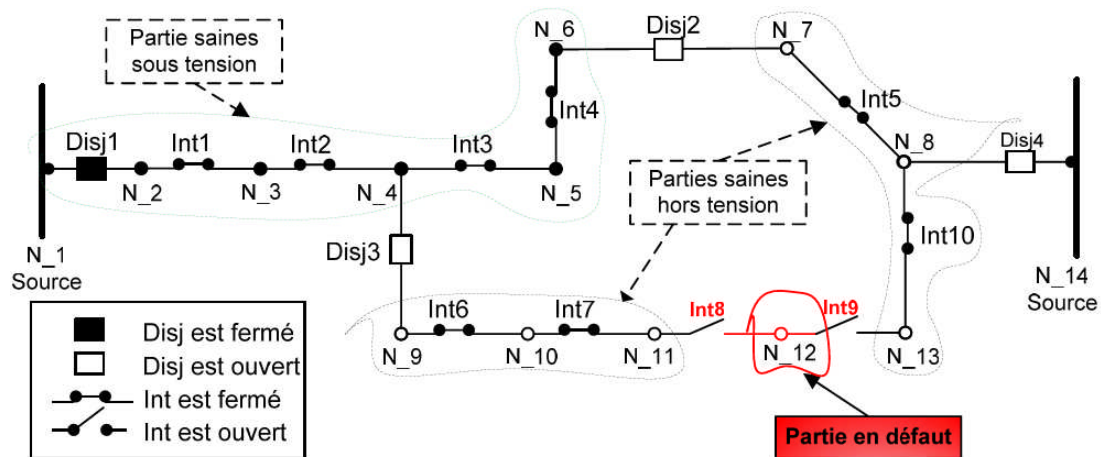 Partie saines
sous tension
N_6
Disj2
N_7
Int4
Int5
Disj1
Int1
Int2
Int3
N_8
Disj4
N_2
N_3
N_4
N_5
Parties saines
hors tension
N_1
Source
Disj3
Int10
N_14
Source
Int6
Int7
Int8
Int9
N_9
N_10
N_11
N_12
N_13
Disj est fermé
Disj est ouvert
Int est fermé
Int est ouvert
Partie en défaut